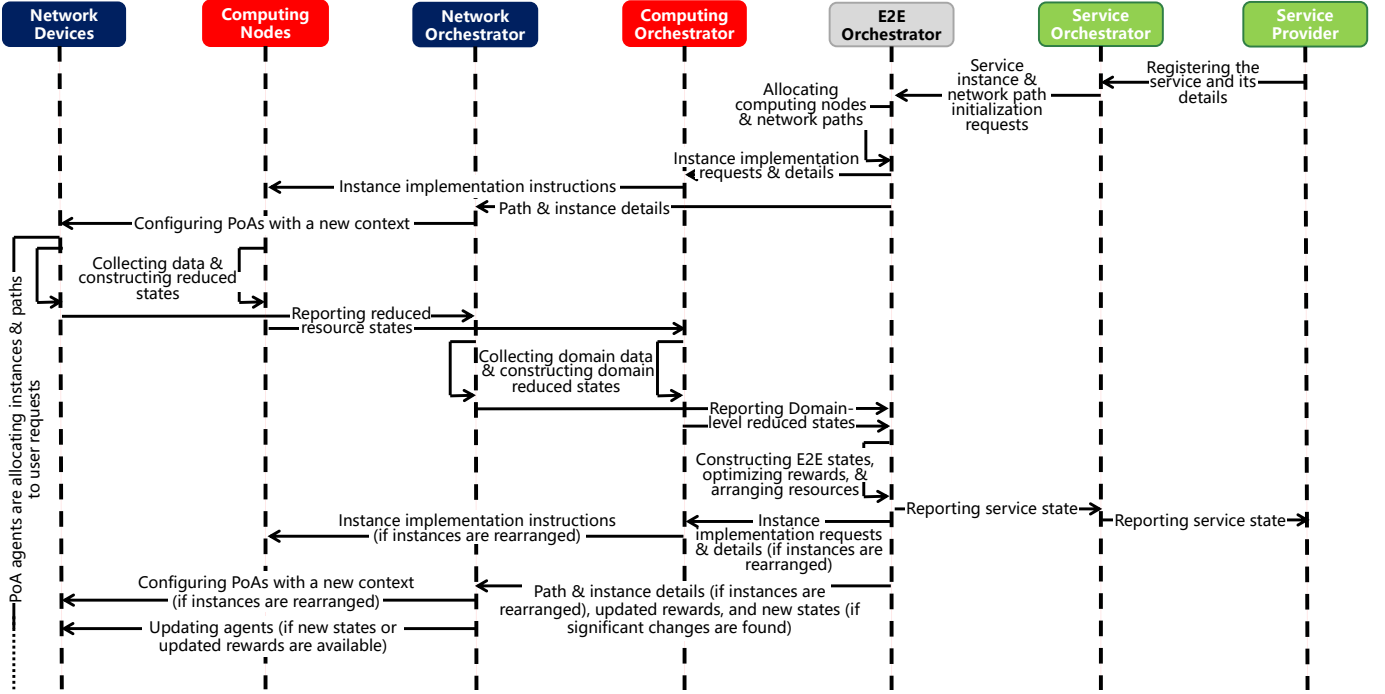 Network
Devices
Computing
Nodes
Network
Orchestrator
Computing
Orchestrator
E2E
Orchestrator
Service
Orchestrator
Service
Provider
Registering the
service and its
details
Service
instance &
network path
initialization
requests
Allocating
computing nodes
& network paths
Instance implementation
requests & details
Instance implementation instructions
Path & instance details
Configuring PoAs with a new context
PoA agents are allocating instances & paths
to user requests
Collecting data &
constructing reduced
states
Reporting reduced
resource states
Collecting domain data
& constructing domain
reduced states
Reporting Domain-
level reduced states
Constructing E2E states,
optimizing rewards, &
arranging resources
Reporting service state
Reporting service state
Instance
implementation requests
& details (if instances are
rearranged)
Instance implementation instructions
(if instances are rearranged)
Path & instance details (if instances are
rearranged), updated rewards, and new states (if
significant changes are found)
Configuring PoAs with a new context
(if instances are rearranged)
Updating agents (if new states or
updated rewards are available)